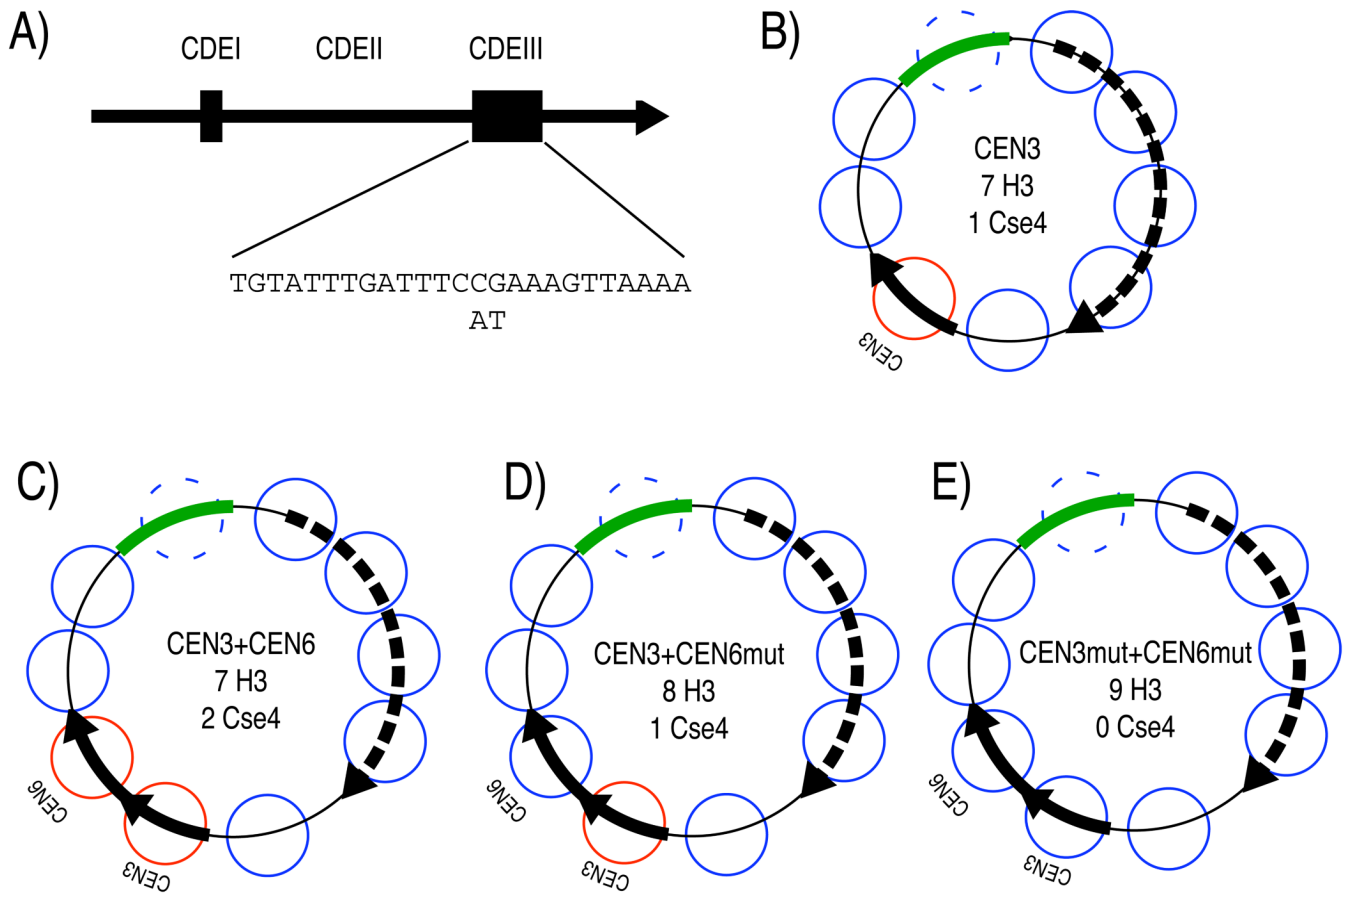 A)
CDEI CDEII CDEIII
TGTATTTGATTTCCGAAAGTTAAAA
AT
B)
CEN3
7 H3
1 Cse4
CEN3
C)
CEN3+CEN6
7 H3
2 Cse4
CEN6
CEN3
D)
CEN3+CEN6mut
8 H3
1 Cse4
CEN6
CEN3
E)
CEN3mut+CEN6mut
9 H3
0 Cse4
CEN6
CEN3